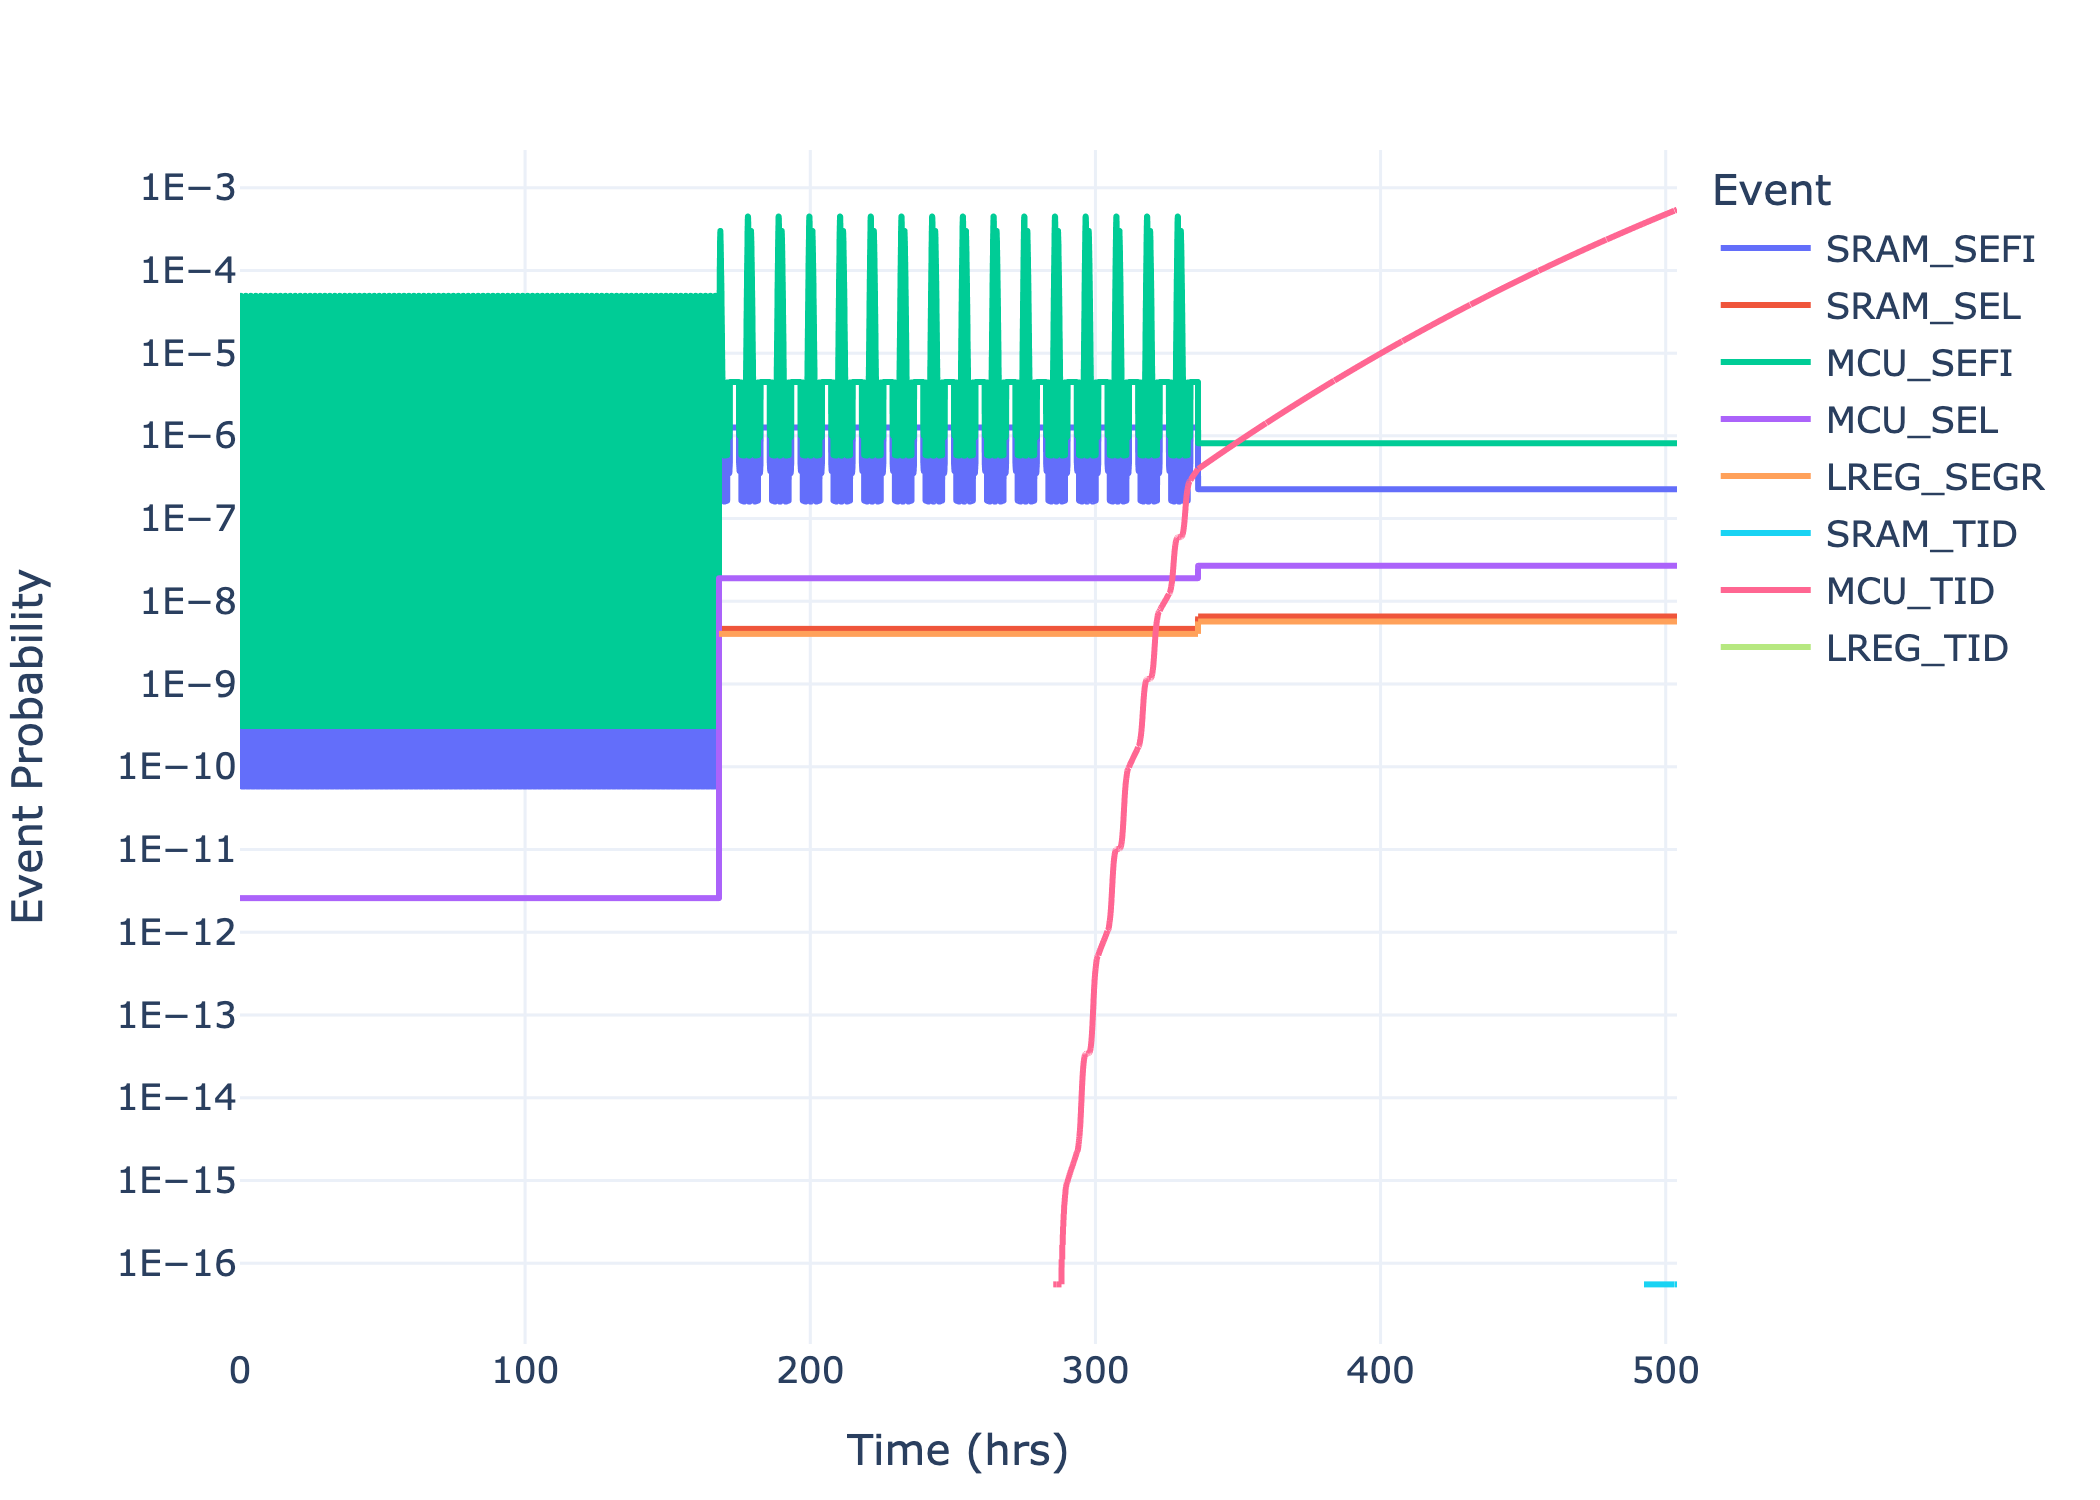 1E−3
1E−4
1E−5
1E−6
1E−7
1E−8
1E−9
1E−10
1E−11
1E−12
1E−13
1E−14
1E−15
1E−16
Event Probability
0 100 200 300 400 500
Time (hrs)
Event
SRAM_SEFI
SRAM_SEL
MCU_SEFI
MCU_SEL
LREG_SEGR
SRAM_TID
MCU_TID
LREG_TID